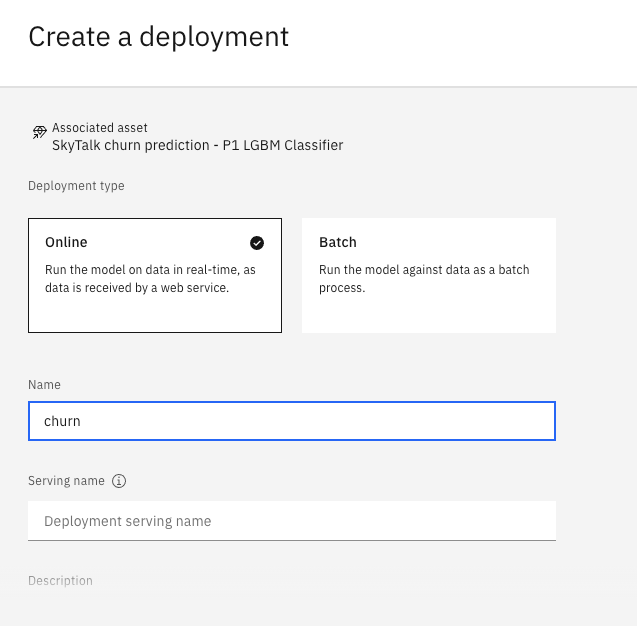 Create a deployment
Associated asset
SkyTalk churn prediction - P1 LGBM Classifier
Deployment type
Online
Run the model on data in real-time, as
data is received by a web service.
Batch
Run the model against data as a batch
process.
Name
churn
Serving name
Deployment serving name
Description